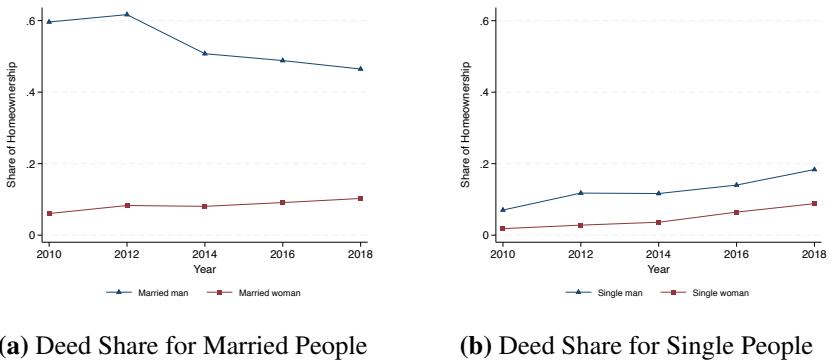 Share of Homeownership
.6
.4
.2
0
2010 2012 2014 2016 2018
Year
Married man Married woman
(a) Deed Share for Married People
Share of Homeownership
.6
.4
.2
0
2010 2012 2014 2016 2018
Year
Single man Single woman
(b) Deed Share for Single People